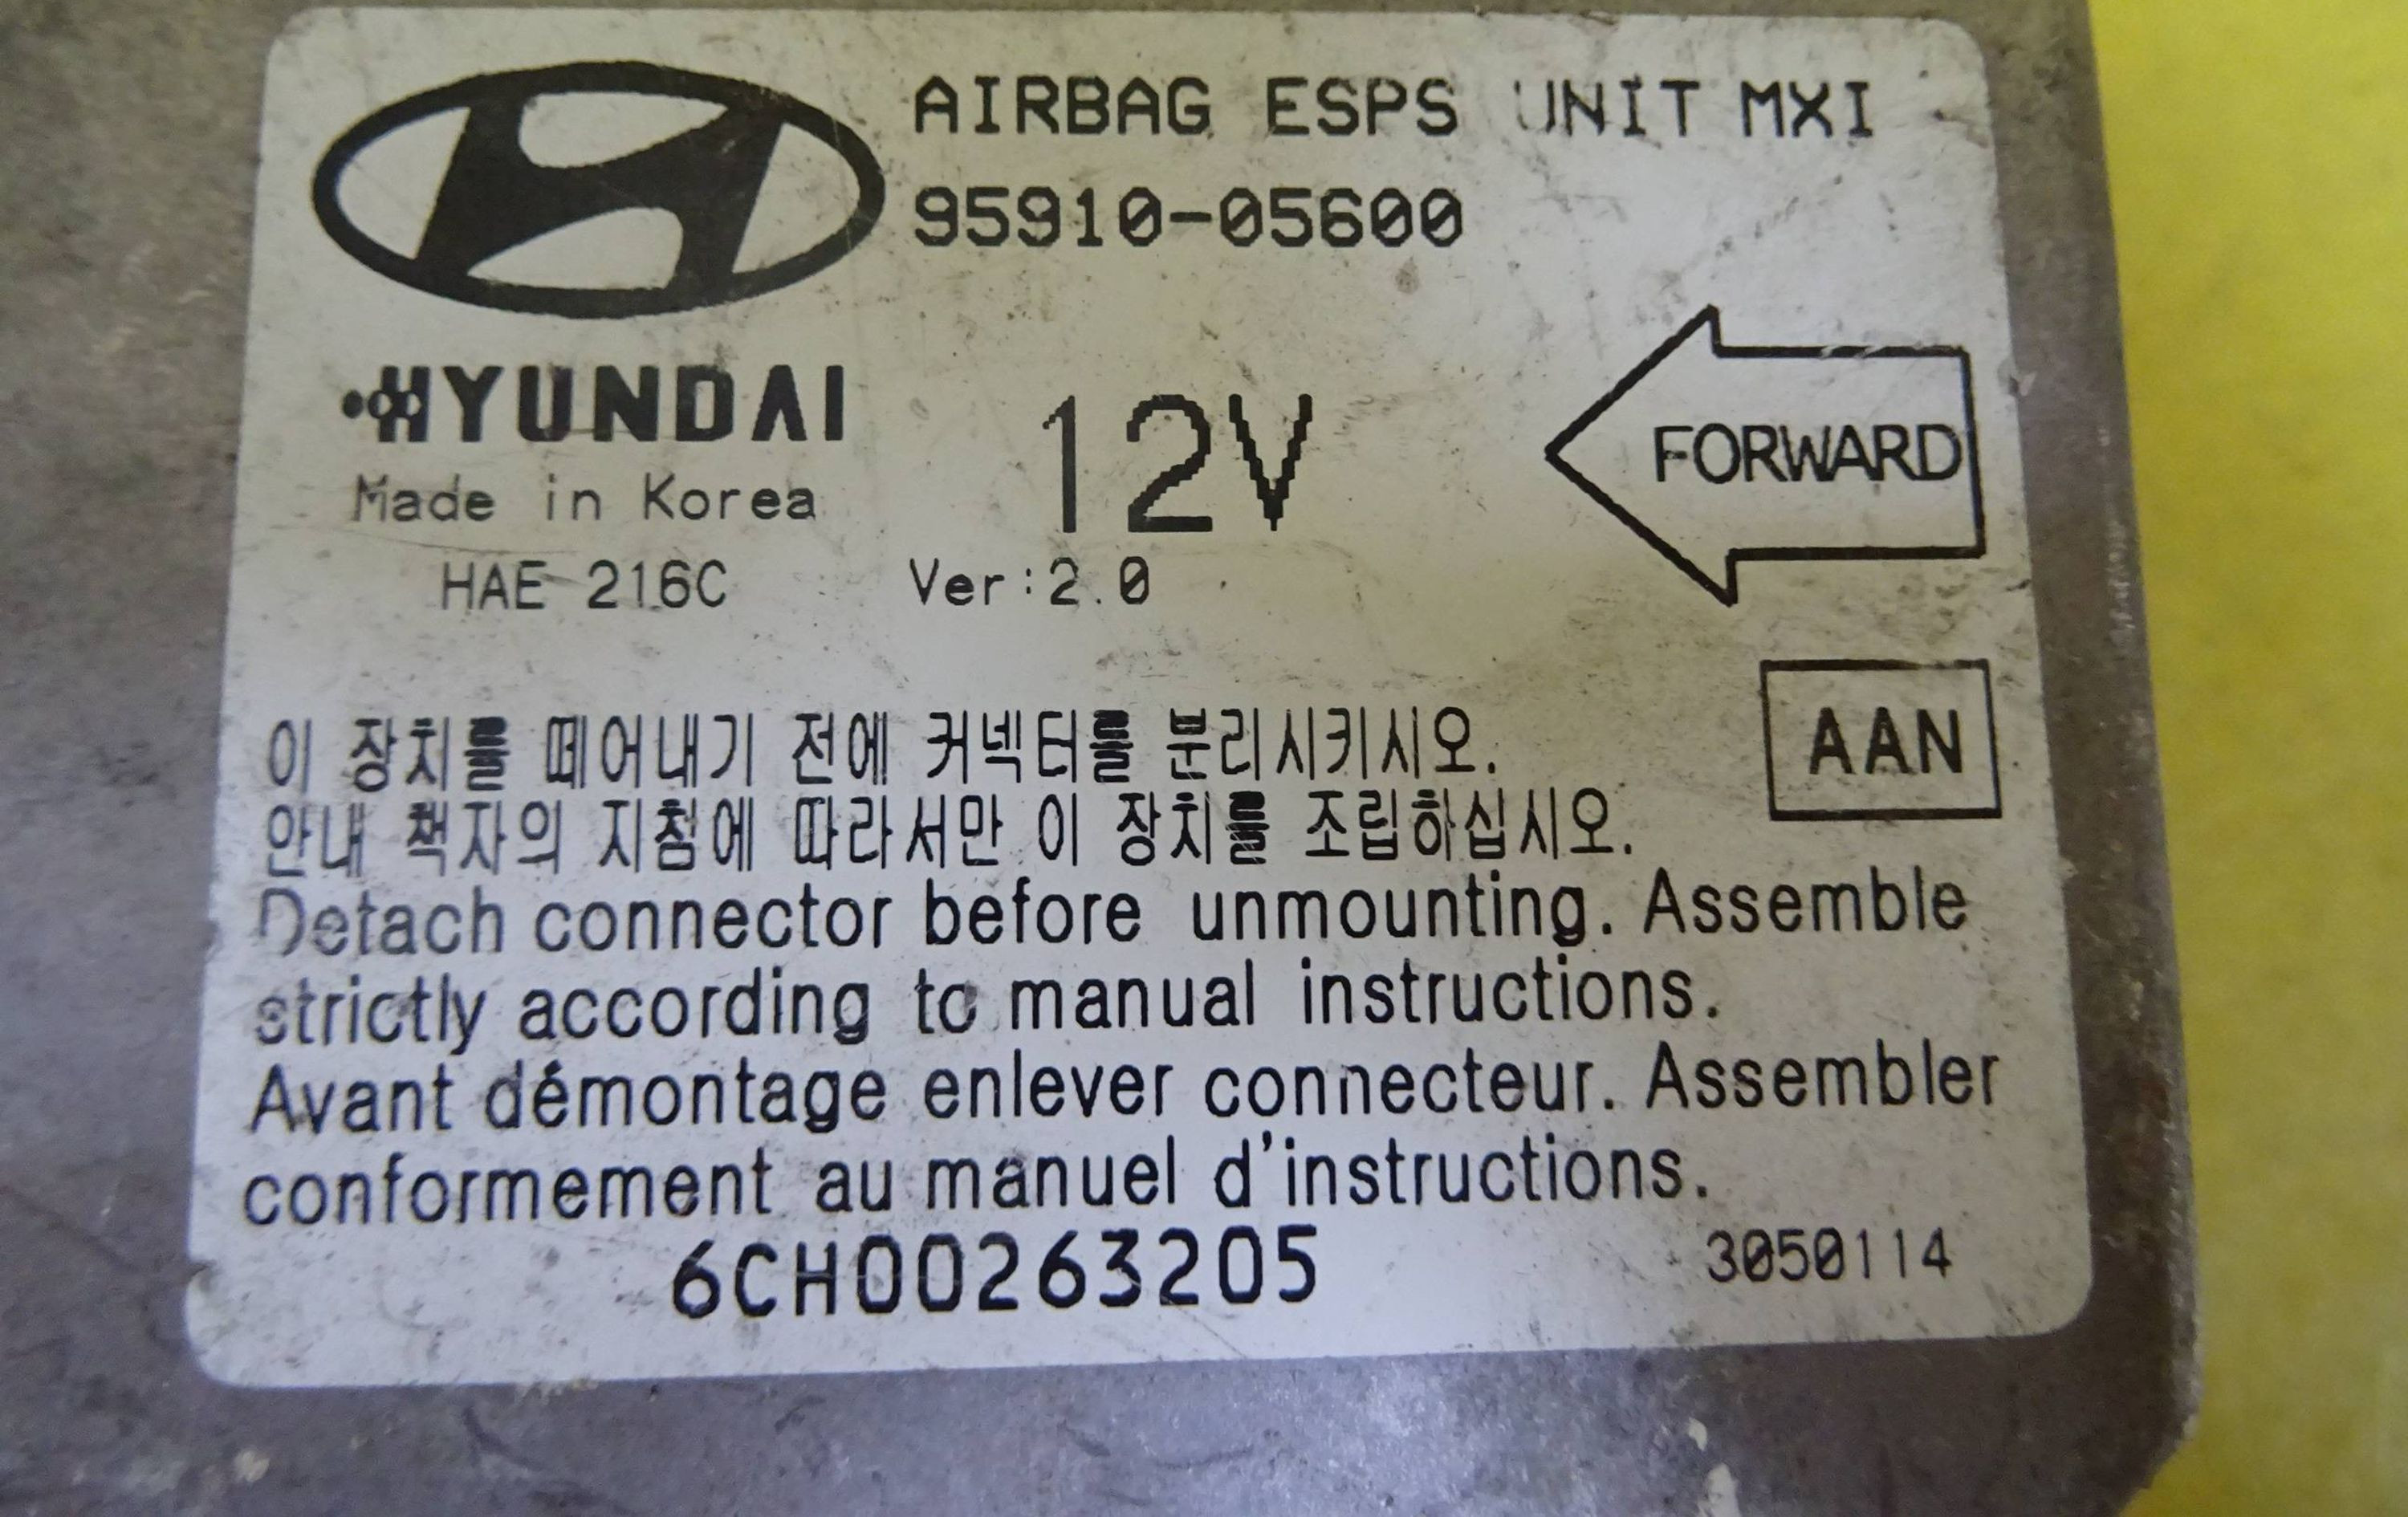 AIRBAG ESPS UNIT MXI
95910-05600
HYUNDAI
12V
FORWARD
Made in Korea
HAE 216C
Ver:2.0
AAN
이 장치를 떼어내기 전에 커넥터를 분리시키시오.
안내 책자의 지침에 따라서만 이 장치를 조립하십시오.
Detach connector before unmounting. Assemble
strictly according to manual instructions.
Avant démontage enlever connecteur. Assembler
conformement au manuel d'instructions.
6CH00263205
3050114